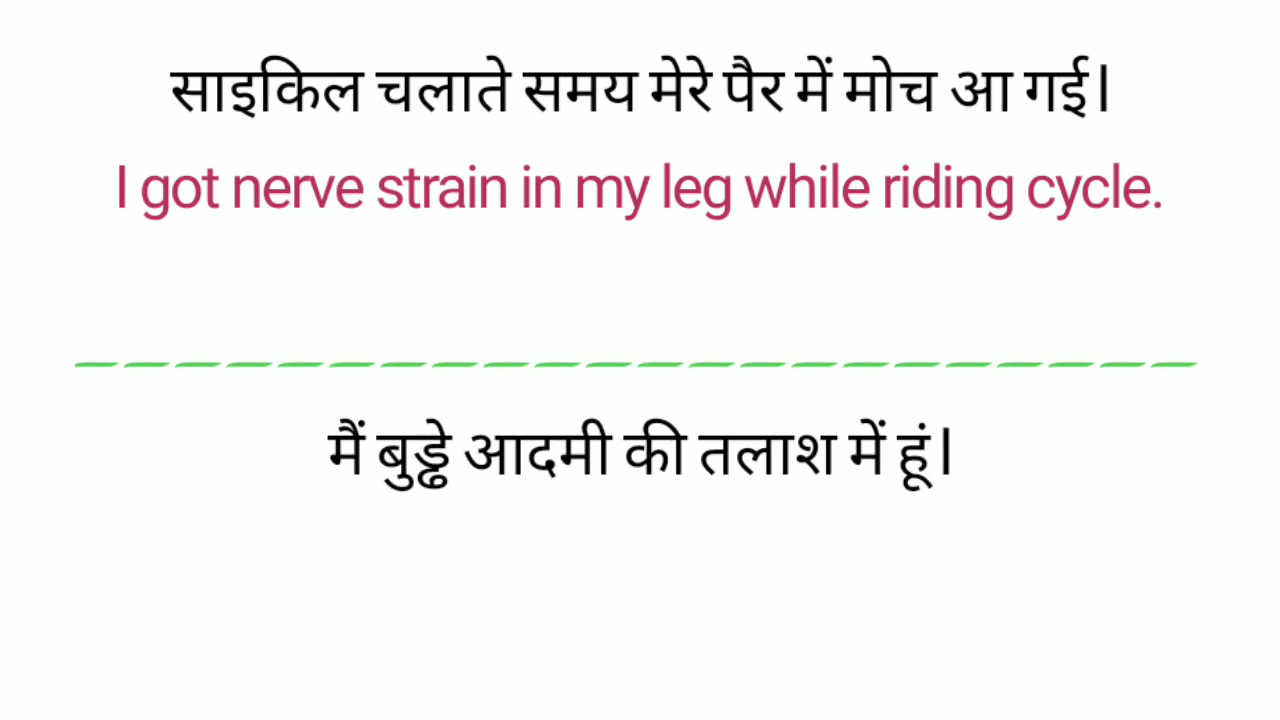 साइकिल चलाते समय मेरे पैर में मोच आ गई।
I got nerve strain in my leg while riding cycle.
मैं बुड्ढे आदमी की तलाश में हूं।